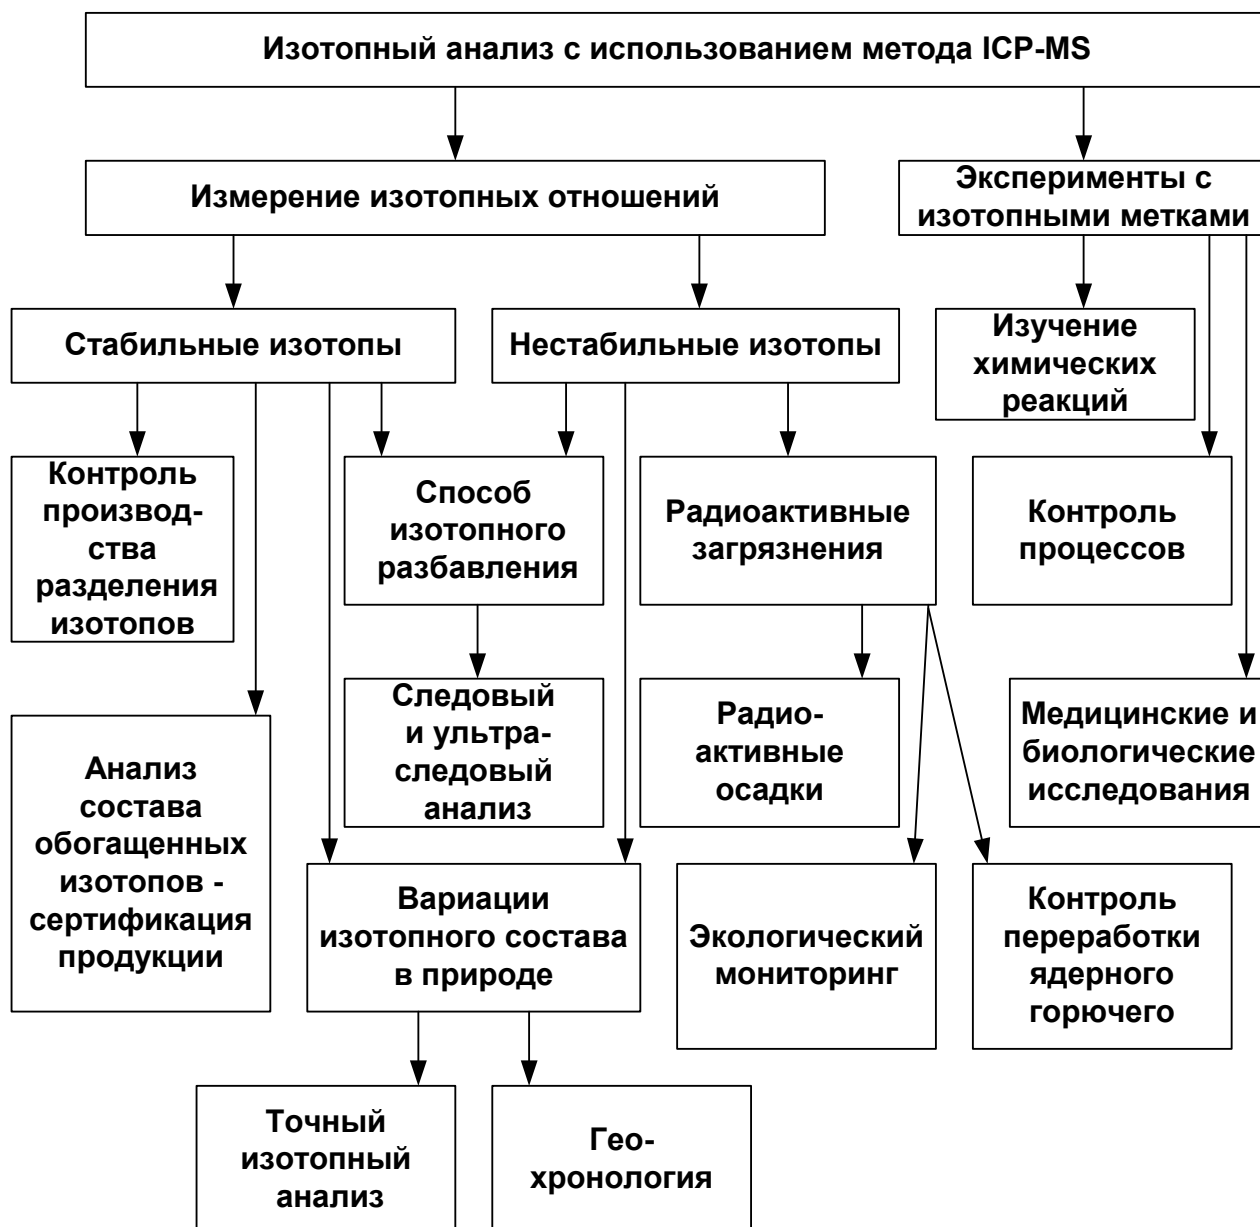 Изотопный анализ с использованием метода ICP-MS
Измерение изотопных отношений
Эксперименты с
изотопными метками
Стабильные изотопы
Нестабильные изотопы
Изучение
химических
реакций
Контроль
производ-
ства
разделения
изотопов
Способ
изотопного
разбавления
Радиоактивные
загрязнения
Контроль
процессов
Анализ
состава
обогащенных
изотопов -
сертификация
продукции
Следовый
и ультра-
следовый
анализ
Радио-
активные
осадки
Медицинские и
биологические
исследования
Вариации
изотопного состава
в природе
Экологический
мониторинг
Контроль
переработки
ядерного
горючего
Точный
изотопный
анализ
Гео-
хронология